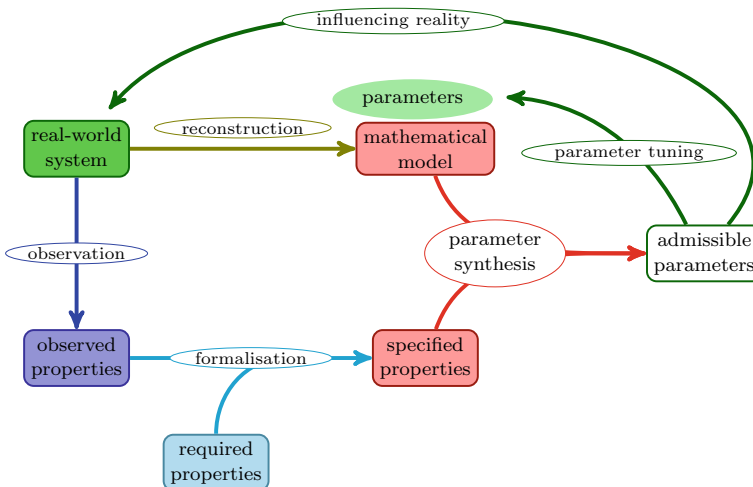 influencing reality
parameters
real-world
system
reconstruction
mathematical
model
parameter tuning
observation
parameter
synthesis
admissible
parameters
observed
properties
formalisation
specified
properties
required
properties